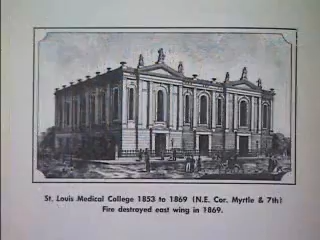 St. Louis Medical College 1853 to 1869 (N.E. Cor. Myrtle & 7th)
Fire destroyed east wing in 1869.